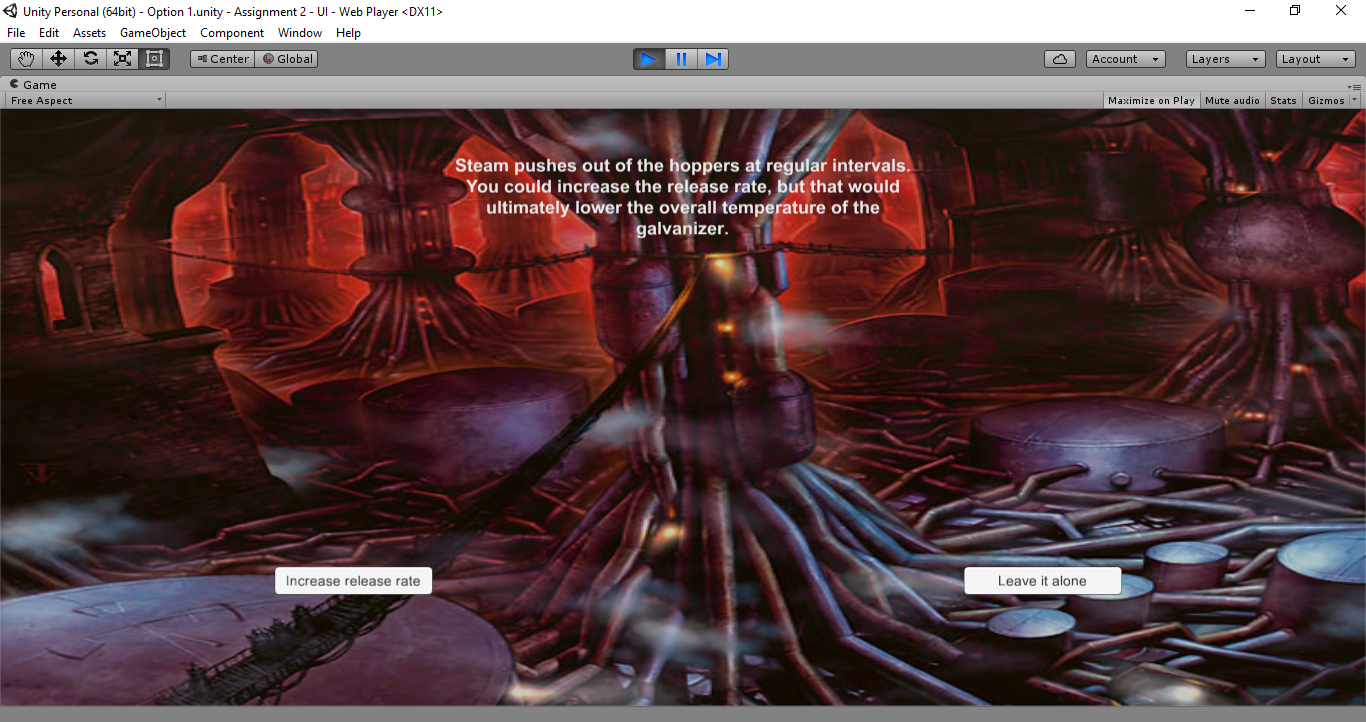 Unity Personal (64bit) - Option 1.unity - Assignment 2 - UI - Web Player <DX11>
File Edit Assets GameObject Component Window Help
Center Global Account Layers Layout
Game
Free Aspect Maximize on Play Mute audio Stats Gizmos
Steam pushes out of the hoppers at regular intervals.
You could increase the release rate, but that would
ultimately lower the overall temperature of the
galvanizer.
Increase release rate Leave it alone